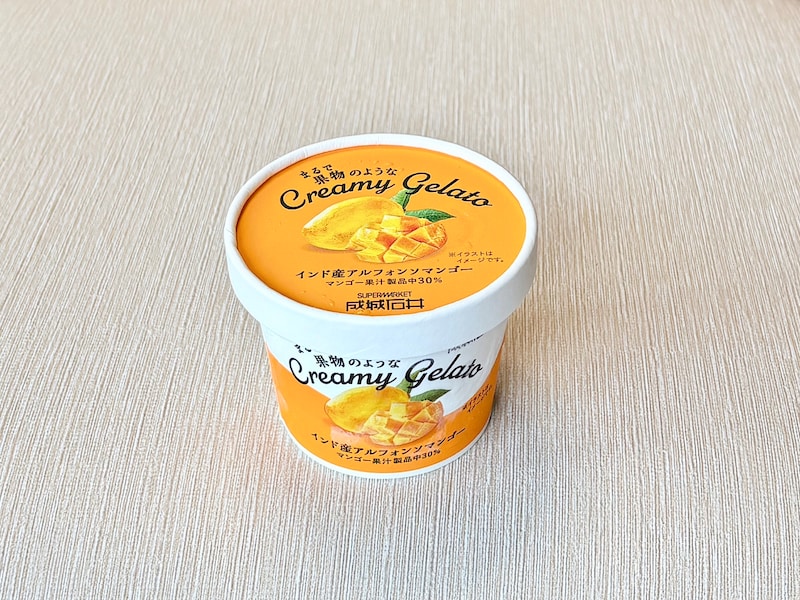 まるで
果物のような
Creamy Gelato
※イラストは
イメージです。
インド産アルフォンソマンゴー
マンゴー果汁製品中30%
SUPERMARKET
成城石井
果物のような
Creamy Gelato
インド産アルフォンソマンゴー
マンゴー果汁製品中30%